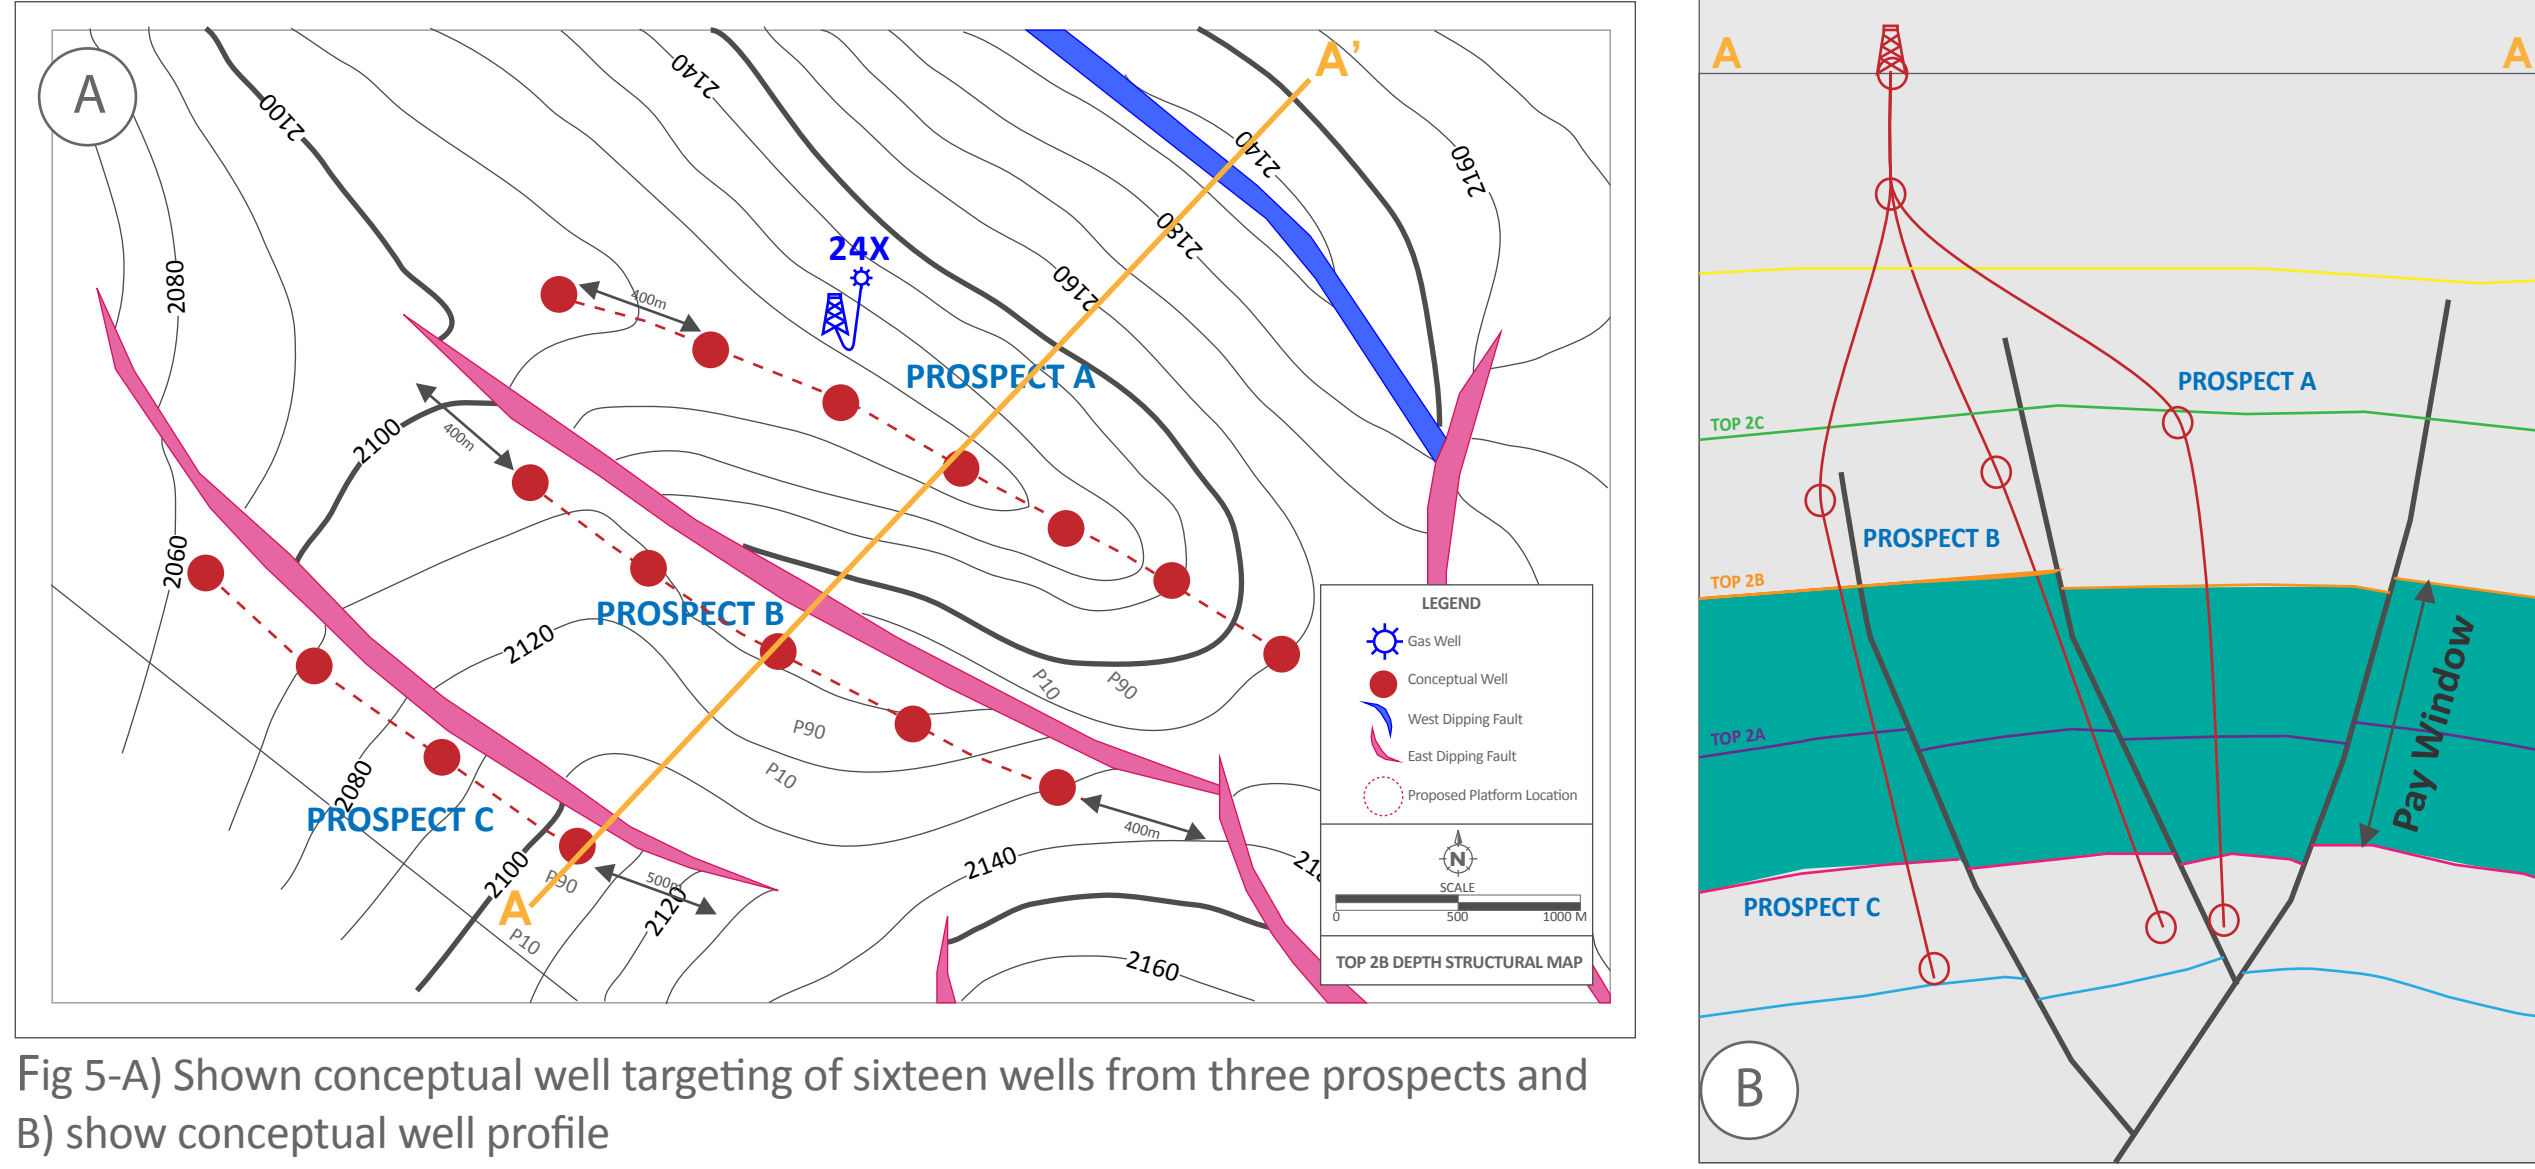 A
A'
2100
2140
2140
2160
2180
2160
2080
24X
400m
PROSPECT A
400m
2100
2060
PROSPECT B
2120
P10
P90
P90
P10
2080
PROSPECT C
2100
P90
500m
2120
A
P10
400m
2140
2160
LEGEND
Gas Well
Conceptual Well
West Dipping Fault
East Dipping Fault
Proposed Platform Location
N
SCALE
0 500 1000 M
TOP 2B DEPTH STRUCTURAL MAP
Fig 5-A) Shown conceptual well targeting of sixteen wells from three prospects and
B) show conceptual well profile
A A
PROSPECT A
TOP 2C
PROSPECT B
TOP 2B
Pay Window
TOP 2A
PROSPECT C
B